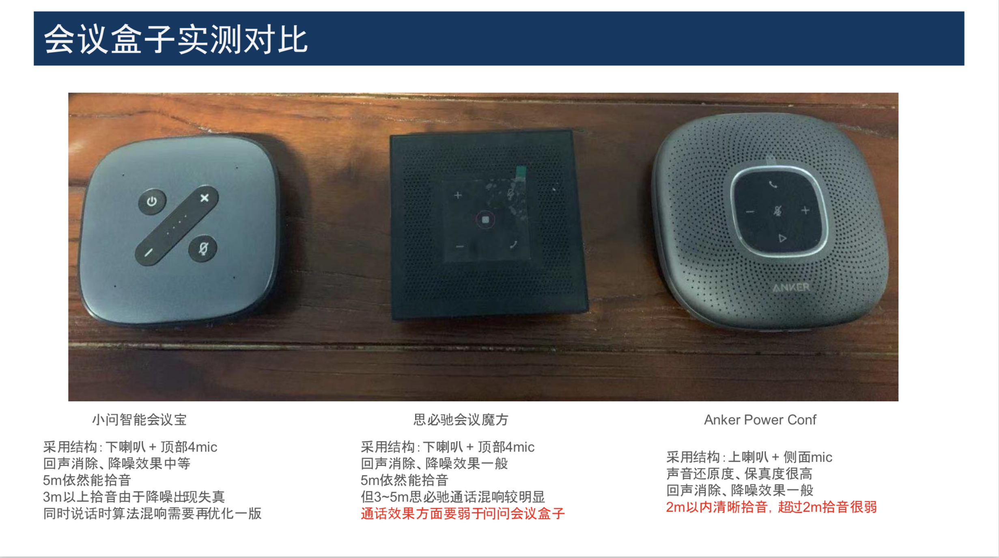 会议盒子实测对比
ANKER
小问智能会议宝
采用结构：下喇叭 + 顶部4mic
回声消除、降噪效果中等
5m依然能拾音
3m以上拾音由于降噪出现失真
同时说话时算法混响需要再优化一版
思必驰会议魔方
采用结构：下喇叭 + 顶部4mic
回声消除、降噪效果一般
5m依然能拾音
但3~5m思必驰通话混响较明显
通话效果方面要弱于问问会议盒子
Anker Power Conf
采用结构：上喇叭 + 侧面mic
声音还原度、保真度很高
回声消除、降噪效果一般
2m以内清晰拾音，超过2m拾音很弱